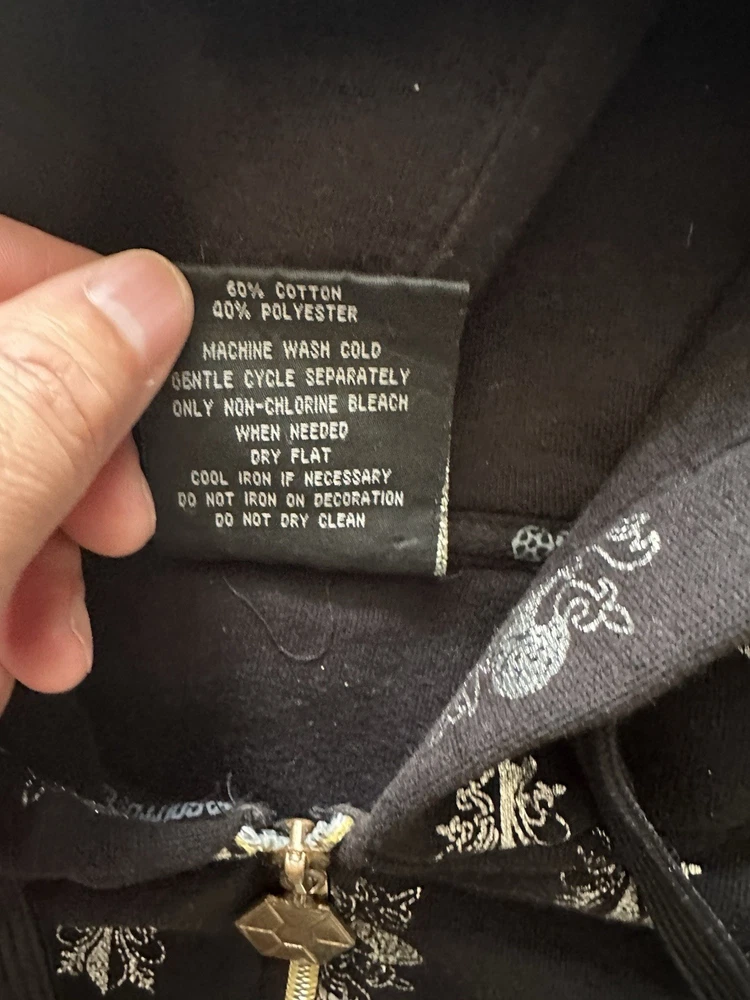 60% COTTON
40% POLYESTER
MACHINE WASH COLD
GENTLE CYCLE SEPARATELY
ONLY NON-CHLORINE BLEACH
WHEN NEEDED
DRY FLAT
COOL IRON IF NECESSARY
DO NOT IRON ON DECORATION
DO NOT DRY CLEAN